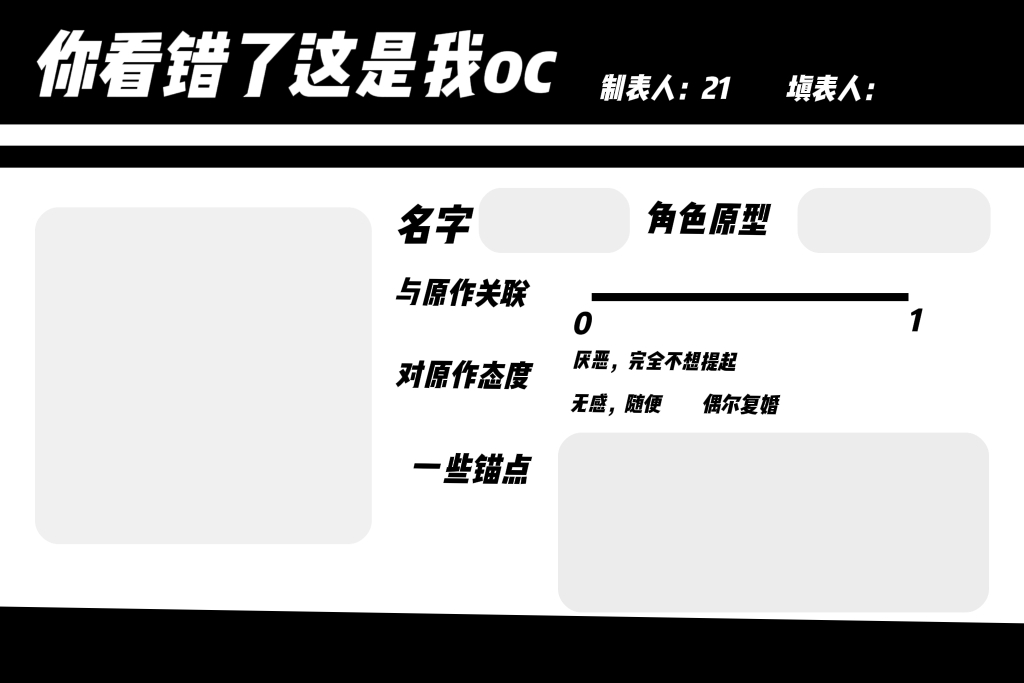 你看错了这是我oc
制表人：21 填表人：
名字 角色原型
与原作关联
0 1
对原作态度
厌恶，完全不想提起
无感，随便 偶尔复婚
一些锚点